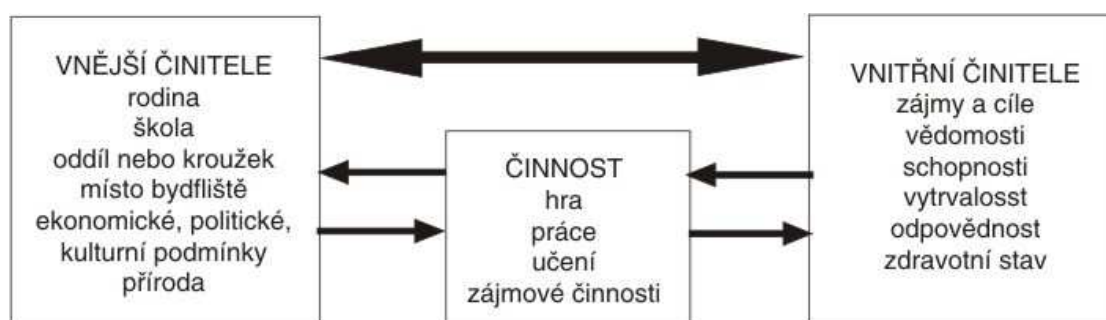 VNĚJŠÍ ČINITELE
rodina
škola
oddíl nebo kroužek
místo bydfliště
ekonomické, politické,
kulturní podmínky
příroda
ČINNOST
hra
práce
učení
zájmové činnosti
VNITŘNÍ ČINITELE
zájmy a cíle
vědomosti
schopnosti
vytrvalosst
odpovědnost
zdravotní stav